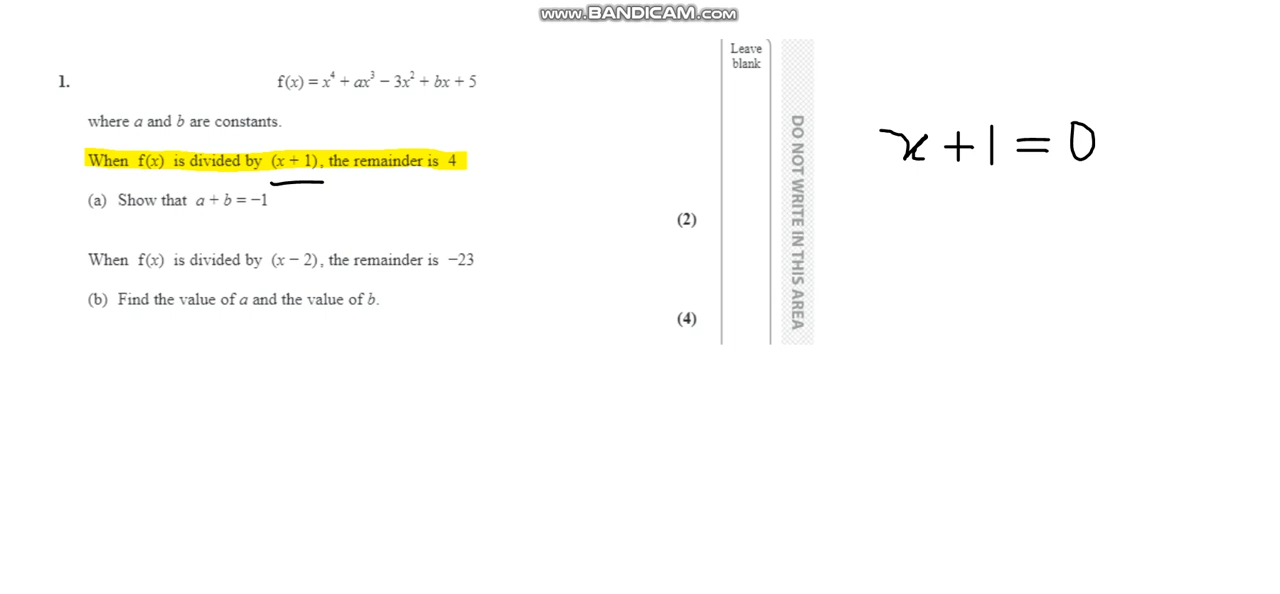 www.BANDICAM.com
Leave
blank
1.
f(x) = x⁴ + ax³ − 3x² + bx + 5
where a and b are constants.
When f(x) is divided by (x + 1), the remainder is 4
(a) Show that a + b = −1
(2)
When f(x) is divided by (x − 2), the remainder is −23
(b) Find the value of a and the value of b.
(4)
DO NOT WRITE IN THIS AREA
x + 1 = 0